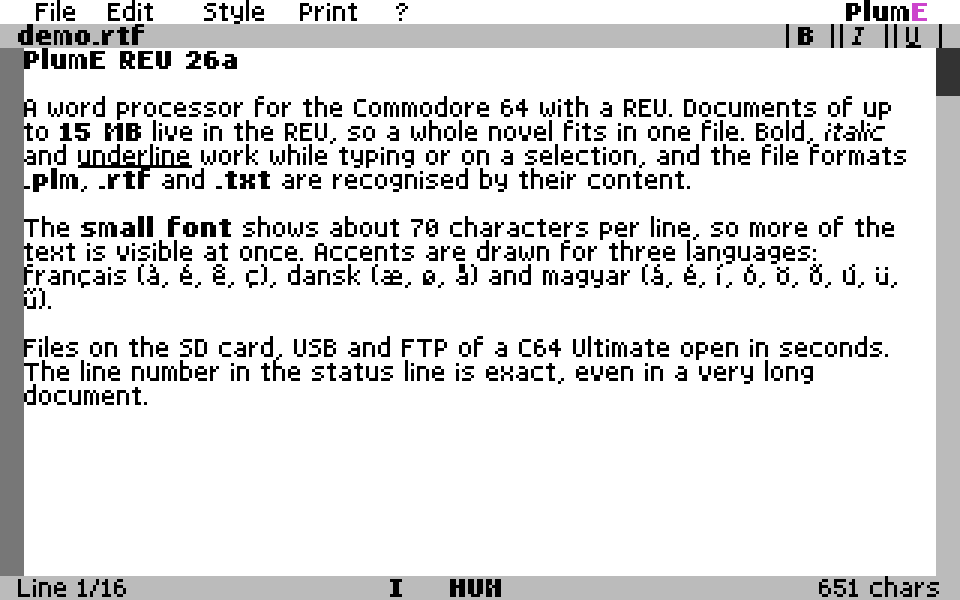 File Edit Style Print ? PlumE
demo.rtf B I U
PlumE REU 26a
A word processor for the Commodore 64 with a REU. Documents of up
to 15 MB live in the REU, so a whole novel fits in one file. Bold, italic
and underline work while typing or on a selection, and the file formats
.plm, .rtf and .txt are recognised by their content.
The small font shows about 70 characters per line, so more of the
text is visible at once. Accents are drawn for three languages:
français (à, é, ê, ç), dansk (æ, ø, å) and magyar (á, é, í, ó, ö, ő, ú, ü,
ű).
Files on the SD card, USB and FTP of a C64 Ultimate open in seconds.
The line number in the status line is exact, even in a very long
document.
Line 1/16 I HUN 651 chars